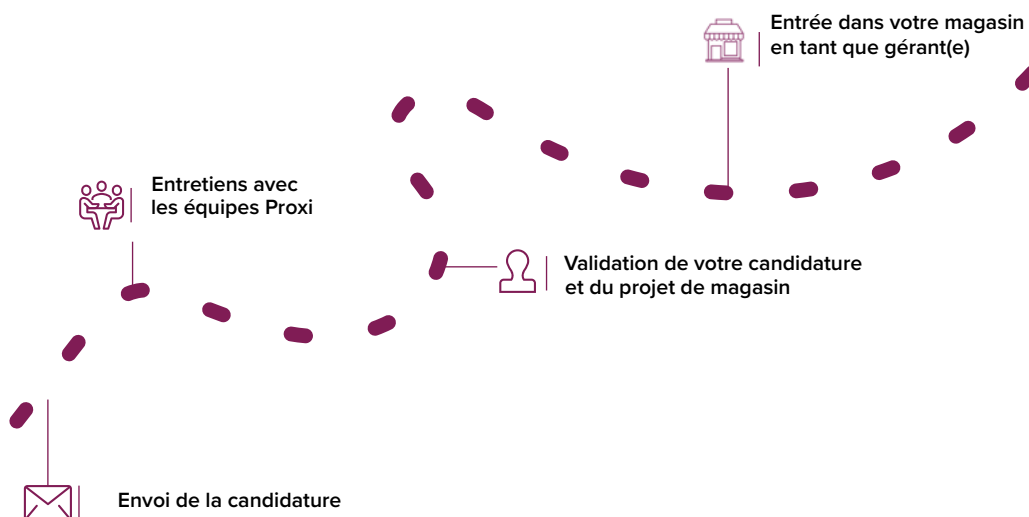 Entrée dans votre magasin
en tant que gérant(e)
Entretiens avec
les équipes Proxi
Validation de votre candidature
et du projet de magasin
Envoi de la candidature